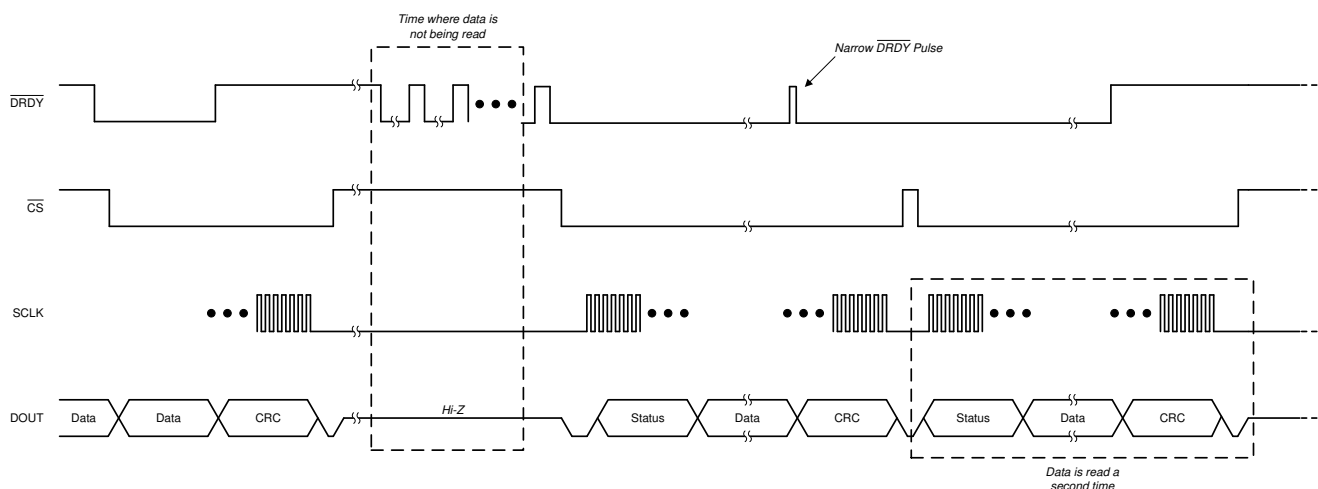 Time where data is
not being read
Narrow DRDY Pulse
DRDY
CS
SCLK
DOUT
Data
Data
CRC
Hi-Z
Status
Data
CRC
Status
Data
CRC
Data is read a
second time